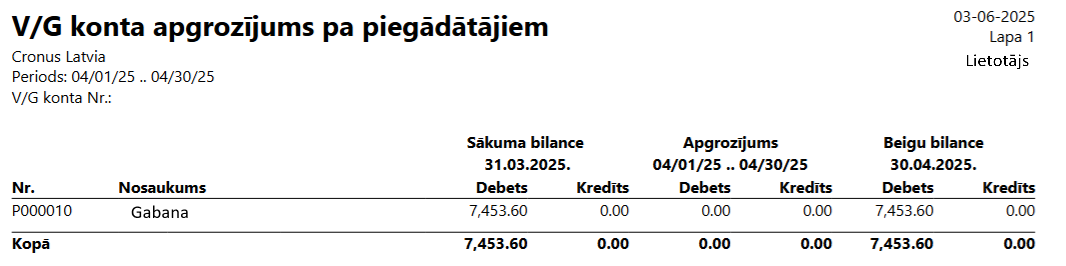 V/G konta apgrozījums pa piegādātājiem
03-06-2025
Lapa 1
Cronus Latvia
Lietotājs
Periods: 04/01/25 .. 04/30/25
V/G konta Nr.:
Sākuma bilance Apgrozījums Beigu bilance
31.03.2025. 04/01/25 .. 04/30/25 30.04.2025.
Nr. Nosaukums Debets Kredīts Debets Kredīts Debets Kredīts
P000010 Gabana 7,453.60 0.00 0.00 0.00 7,453.60 0.00
Kopā 7,453.60 0.00 0.00 0.00 7,453.60 0.00